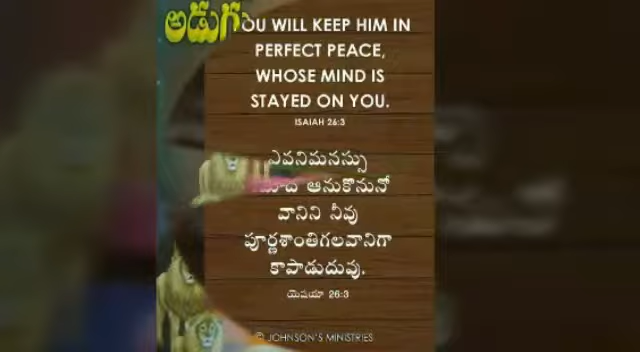 అడుగు
OU WILL KEEP HIM IN
PERFECT PEACE,
WHOSE MIND IS
STAYED ON YOU.
ISAIAH 26:3
ఎవనిమనస్సు
ఆనుకొనునో
వానిని నీవు
పూర్ణశాంతిగలవానిగా
కాపాడుదువు.
యెషయా 26:3
© JOHNSON'S MINISTRIES